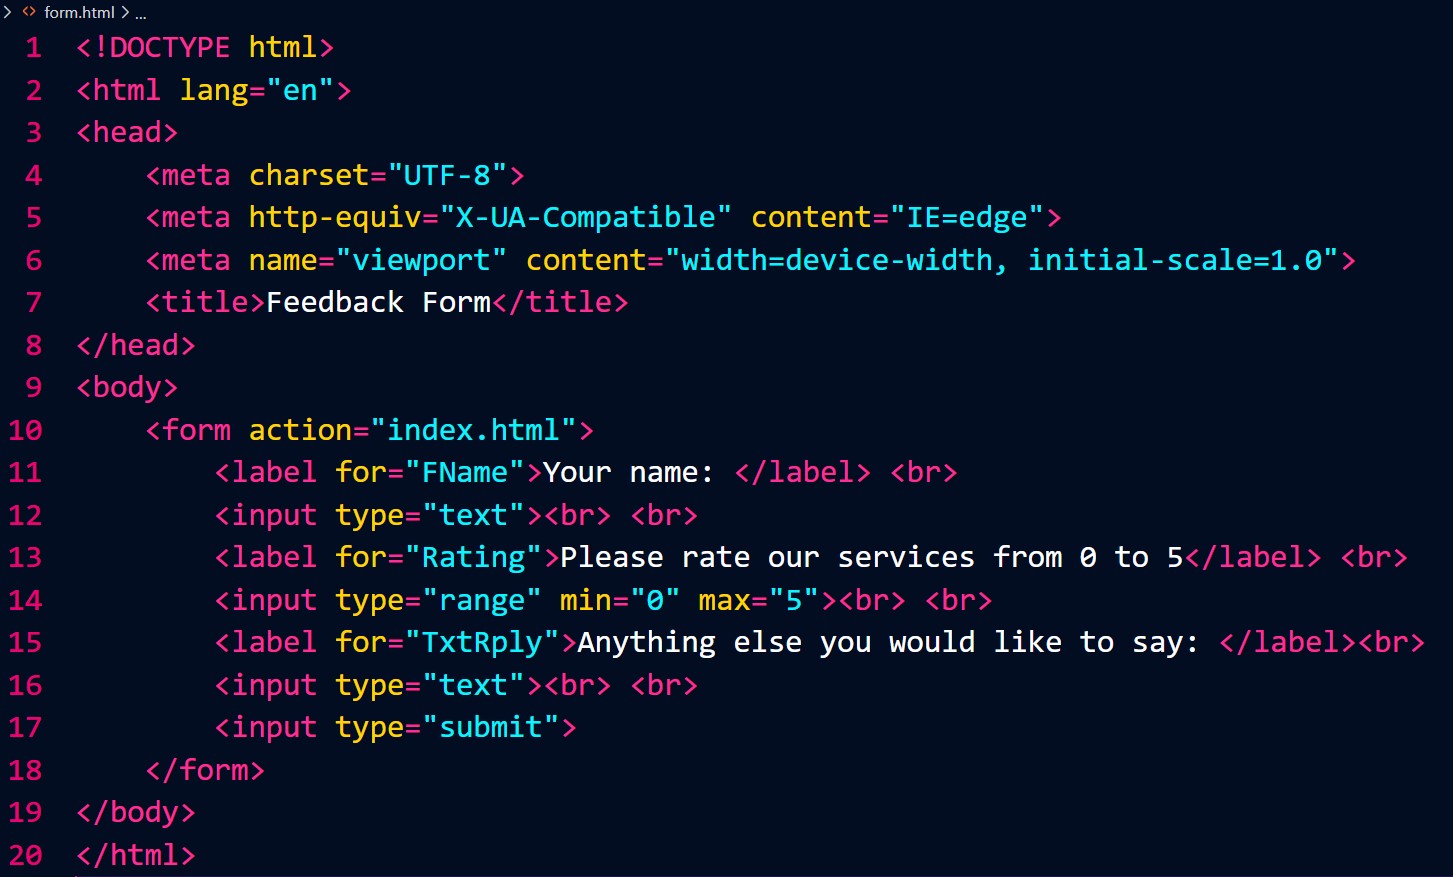 > <> form.html > ...
1 <!DOCTYPE html>
2 <html lang="en">
3 <head>
4     <meta charset="UTF-8">
5     <meta http-equiv="X-UA-Compatible" content="IE=edge">
6     <meta name="viewport" content="width=device-width, initial-scale=1.0">
7     <title>Feedback Form</title>
8 </head>
9 <body>
10     <form action="index.html">
11         <label for="FName">Your name: </label> <br>
12         <input type="text"><br> <br>
13         <label for="Rating">Please rate our services from 0 to 5</label> <br>
14         <input type="range" min="0" max="5"><br> <br>
15         <label for="TxtRply">Anything else you would like to say: </label><br>
16         <input type="text"><br> <br>
17         <input type="submit">
18     </form>
19 </body>
20 </html>